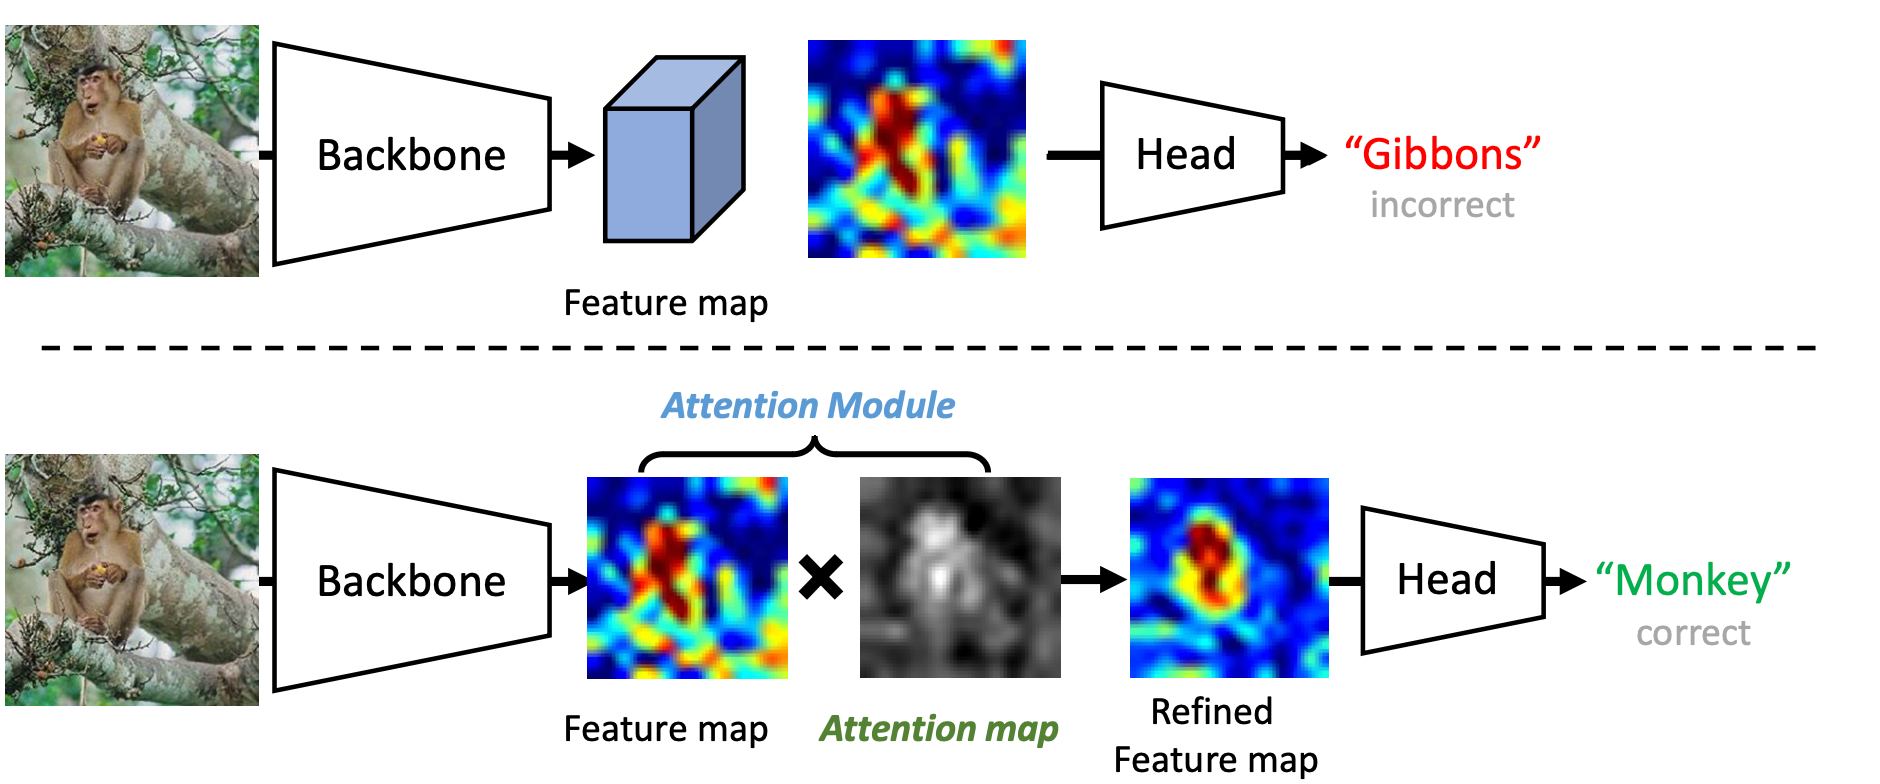 Backbone
Feature map
Head
“Gibbons”
incorrect
Attention Module
Backbone
Feature map
Attention map
Refined
Feature map
Head
“Monkey”
correct